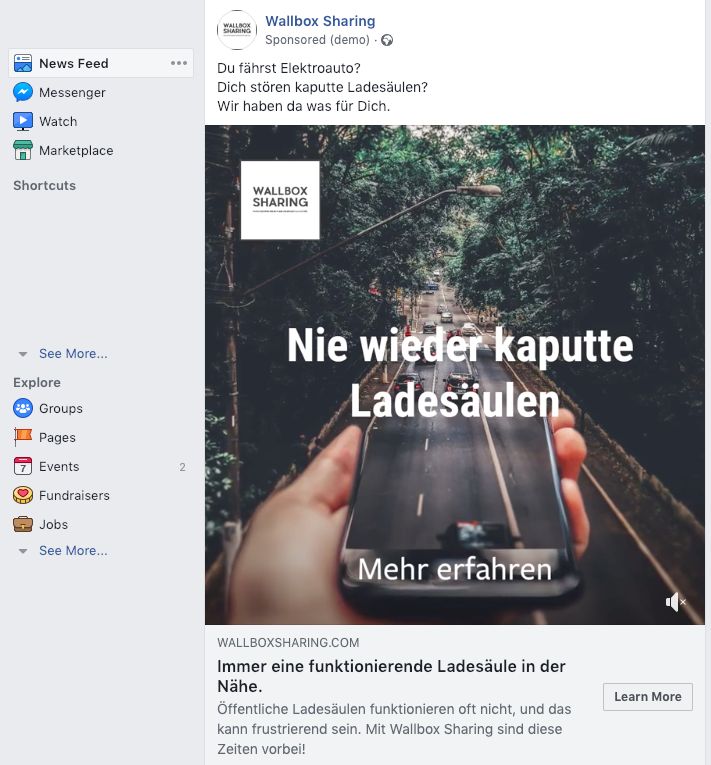 News Feed
Messenger
Watch
Marketplace
Shortcuts
See More...
Explore
Groups
Pages
7
Events
2
Fundraisers
Jobs
See More...
WALLBOX
SHARING
Wallbox Sharing
Sponsored (demo) ·
Du fährst Elektroauto?
Dich stören kaputte Ladesäulen?
Wir haben da was für Dich.
WALLBOX
SHARING
Nie wieder kaputte
Ladesäulen
Mehr erfahren
WALLBOXSHARING.COM
Immer eine funktionierende Ladesäule in der
Nähe.
Öffentliche Ladesäulen funktionieren oft nicht, und das
kann frustrierend sein. Mit Wallbox Sharing sind diese
Zeiten vorbei!
Learn More